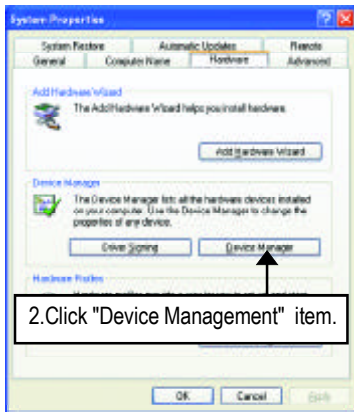 System Properties
System Restore Automatic Updates Remote
General Computer Name Hardware Advanced
Add Hardware Wizard
The Add Hardware Wizard helps you install hardware.
Add Hardware Wizard
Device Manager
The Device Manager lists all the hardware devices installed
on your computer. Use the Device Manager to change the
properties of any device.
Driver Signing Device Manager
Hardware Profiles
2.Click "Device Management" item.
OK Cancel Apply